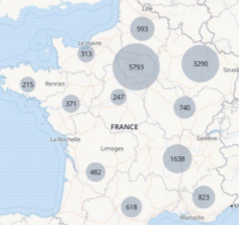 Lille
993
Le Havre
313
5793
3290
Strasb
215
Rennes
371
247
740
FRANCE
La Rochelle
Limoges
Genève
1638
482
823
618
Marseille